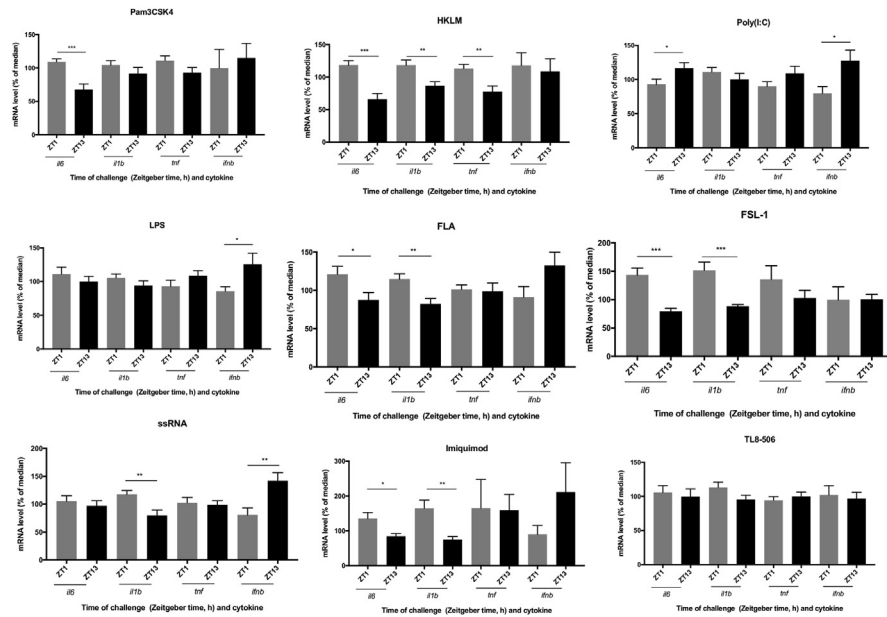 Pam3CSK4
mRNA level (% of median)
150
100
50
0
***
ZT1 ZT13 ZT1 ZT13 ZT1 ZT13 ZT1 ZT13
il6 il1b tnf ifnb
Time of challenge (Zeitgeber time, h) and cytokine
HKLM
mRNA level (% of median)
150
100
50
0
*** ** **
ZT1 ZT13 ZT1 ZT13 ZT1 ZT13 ZT1 ZT13
il6 il1b tnf ifnb
Time of challenge (Zeitgeber time, h) and cytokine
Poly(I:C)
mRNA level (% of median)
150
100
50
0
* *
ZT1 ZT13 ZT1 ZT13 ZT1 ZT13 ZT1 ZT13
il6 il1b tnf ifnb
Time of challenge (Zeitgeber time, h) and cytokine
LPS
mRNA level (% of median)
150
100
50
0
*
ZT1 ZT13 ZT1 ZT13 ZT1 ZT13 ZT1 ZT13
il6 il1b tnf ifnb
Time of challenge (Zeitgeber time, h) and cytokine
FLA
mRNA level (% of median)
150
100
50
0
* **
ZT1 ZT13 ZT1 ZT13 ZT1 ZT13 ZT1 ZT13
il6 il1b tnf ifnb
Time of challenge (Zeitgeber time, h) and cytokine
FSL-1
mRNA level (% of median)
200
150
100
50
0
*** ***
ZT1 ZT13 ZT1 ZT13 ZT1 ZT13 ZT1 ZT13
il6 il1b tnf ifnb
Time of challenge (Zeitgeber time, h) and cytokine
ssRNA
mRNA level (% of median)
200
150
100
50
0
** **
ZT1 ZT13 ZT1 ZT13 ZT1 ZT13 ZT1 ZT13
il6 il1b tnf ifnb
Time of challenge (Zeitgeber time, h) and cytokine
Imiquimod
mRNA level (% of median)
300
200
100
0
* **
ZT1 ZT13 ZT1 ZT13 ZT1 ZT13 ZT1 ZT13
il6 il1b tnf ifnb
Time of challenge (Zeitgeber time, h) and cytokine
TL8-506
mRNA level (% of median)
150
100
50
0
ZT1 ZT13 ZT1 ZT13 ZT1 ZT13 ZT1 ZT13
il6 il1b tnf ifnb
Time of challenge (Zeitgeber time, h) and cytokine